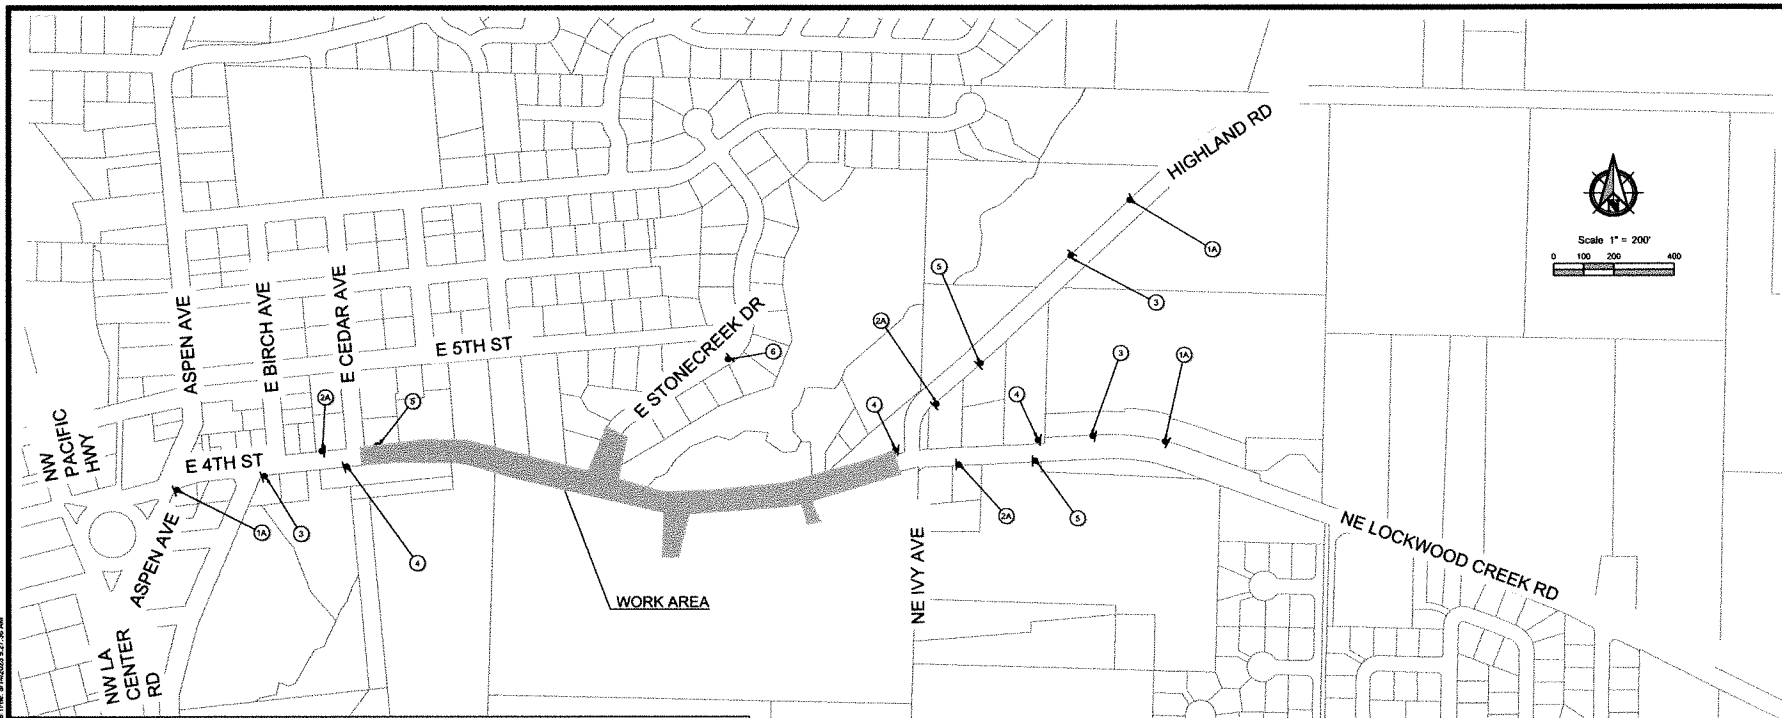 HIGHLAND RD
N
Scale 1" = 200'
0 100 200 400
1A
3
5
2A
4
4
3
1A
ASPEN AVE
E BIRCH AVE
E CEDAR AVE
E 5TH ST
E STONECREEK DR
6
2A
5
NW
PACIFIC
HWY
E 4TH ST
1A
3
4
ASPEN AVE
NW LA
CENTER
RD
WORK AREA
NE IVY AVE
2A
5
NE LOCKWOOD CREEK RD